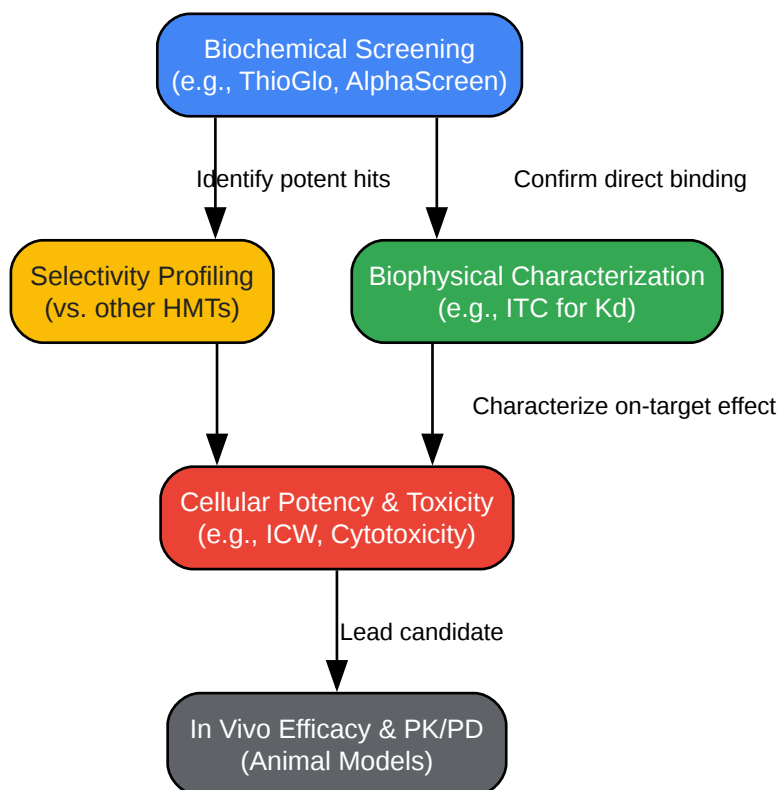 Biochemical Screening
(e.g., ThioGlo, AlphaScreen)
Identify potent hits
Confirm direct binding
Selectivity Profiling
(vs. other HMTs)
Biophysical Characterization
(e.g., ITC for Kd)
Characterize on-target effect
Cellular Potency & Toxicity
(e.g., ICW, Cytotoxicity)
Lead candidate
In Vivo Efficacy & PK/PD
(Animal Models)